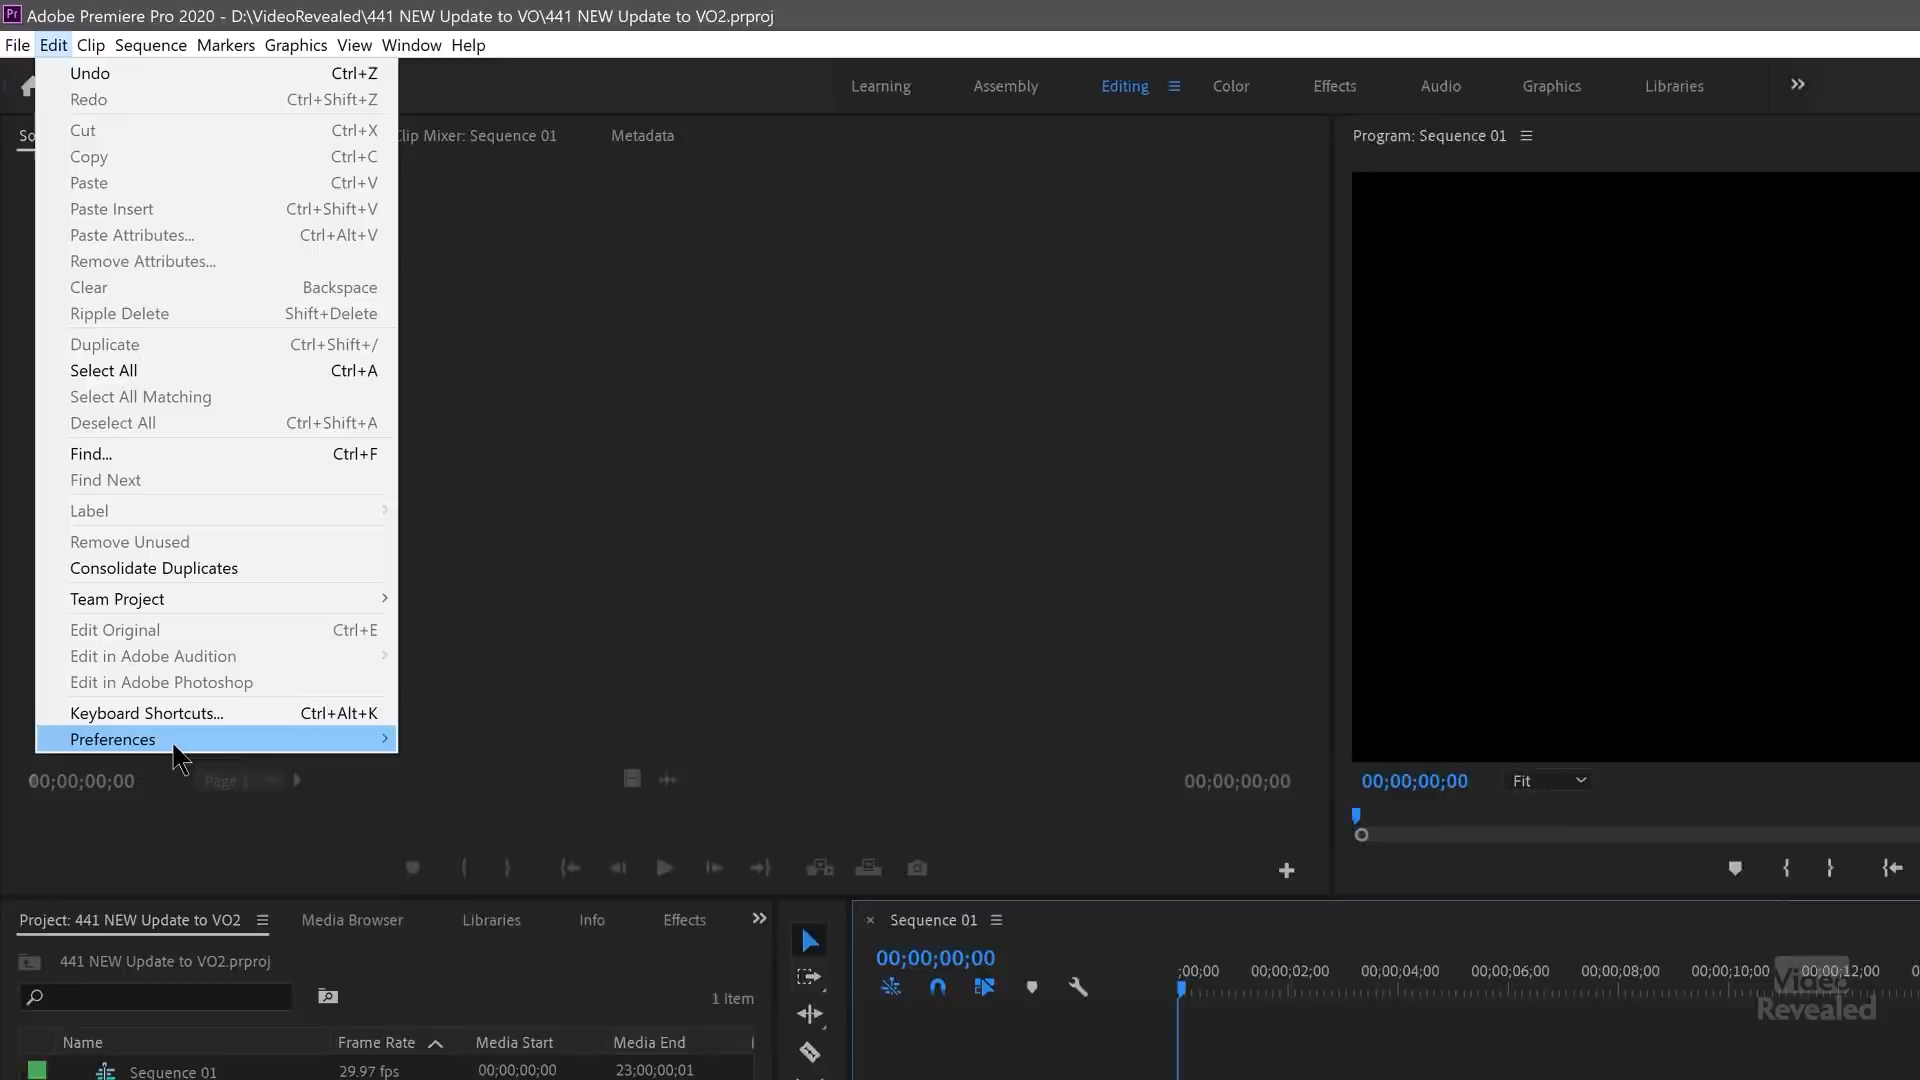 Pr Adobe Premiere Pro 2020 - D:\VideoRevealed\441 NEW Update to VO\441 NEW Update to VO2.prproj
File Edit Clip Sequence Markers Graphics View Window Help
Learning Assembly Editing Color Effects Audio Graphics Libraries
Undo Ctrl+Z
Redo Ctrl+Shift+Z
Cut Ctrl+X
Copy Ctrl+C
Paste Ctrl+V
Paste Insert Ctrl+Shift+V
Paste Attributes... Ctrl+Alt+V
Remove Attributes...
Clear Backspace
Ripple Delete Shift+Delete
Duplicate Ctrl+Shift+/
Select All Ctrl+A
Select All Matching
Deselect All Ctrl+Shift+A
Find... Ctrl+F
Find Next
Label
Remove Unused
Consolidate Duplicates
Team Project
Edit Original Ctrl+E
Edit in Adobe Audition
Edit in Adobe Photoshop
Keyboard Shortcuts... Ctrl+Alt+K
Preferences
So Clip Mixer: Sequence 01 Metadata
Program: Sequence 01
00;00;00;00 Page 1 00;00;00;00
00;00;00;00 Fit
Project: 441 NEW Update to VO2 Media Browser Libraries Info Effects
441 NEW Update to VO2.prproj
1 Item
Name Frame Rate Media Start Media End
Sequence 01 29.97 fps 00;00;00;00 23;00;00;01
× Sequence 01
00;00;00;00
;00;00 00;00;02;00 00;00;04;00 00;00;06;00 00;00;08;00 00;00;10;00 00;00;12;00
Video
Revealed